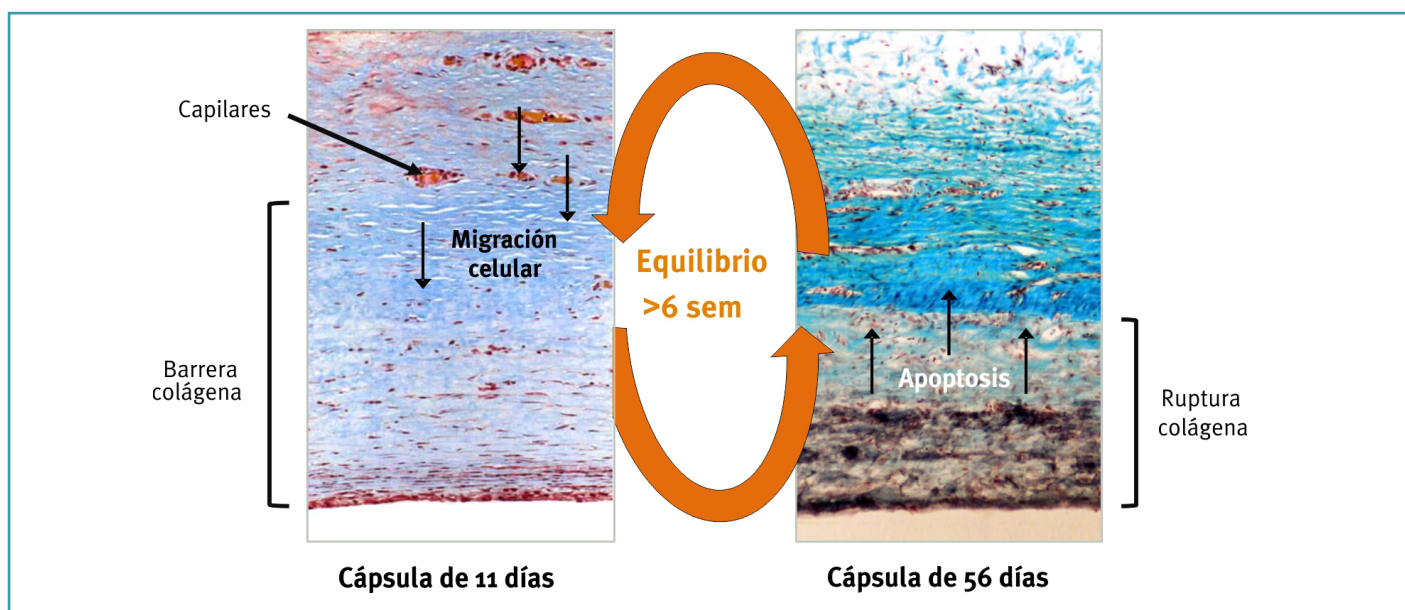 Capilares
Migración
celular
Barrera
colágena
Equilibrio
>6 sem
Apoptosis
Ruptura
colágena
Cápsula de 11 días
Cápsula de 56 días